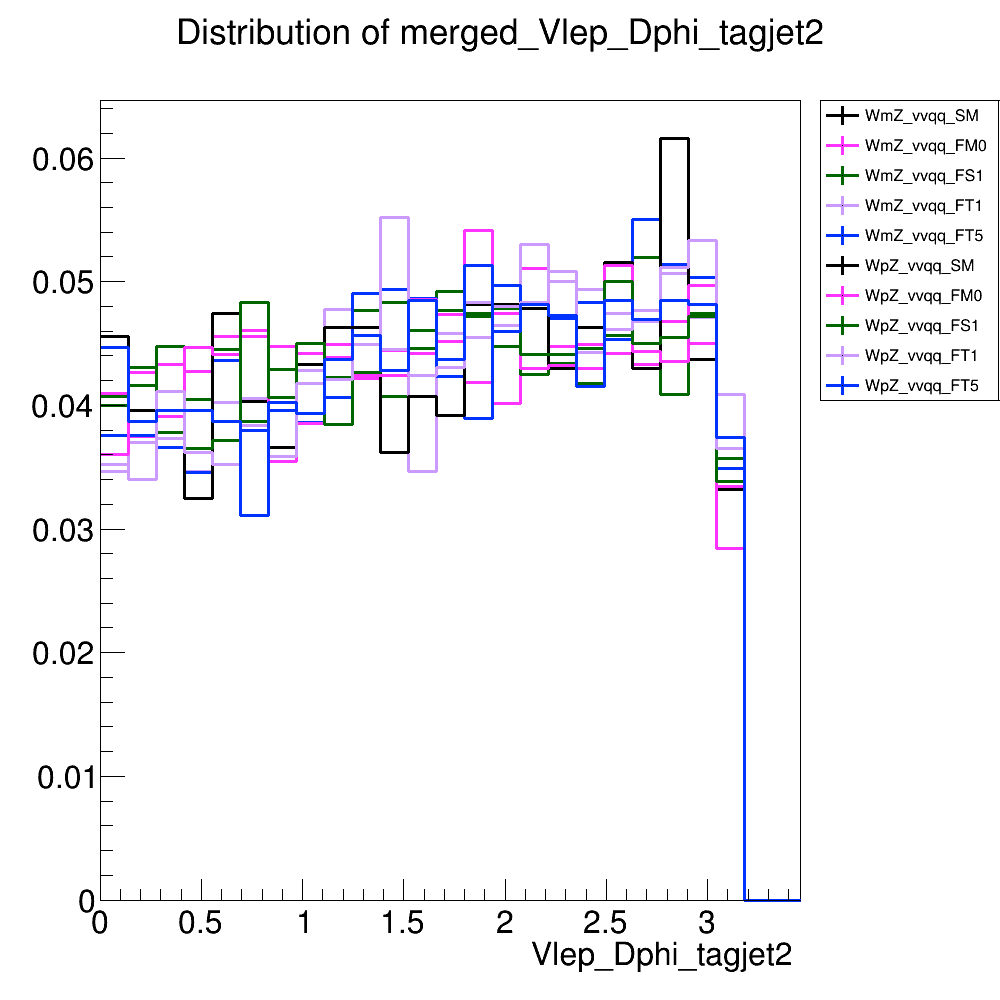 Distribution of merged_Vlep_Dphi_tagjet2
WmZ_vvqq_SM
WmZ_vvqq_FM0
WmZ_vvqq_FS1
WmZ_vvqq_FT1
WmZ_vvqq_FT5
WpZ_vvqq_SM
WpZ_vvqq_FM0
WpZ_vvqq_FS1
WpZ_vvqq_FT1
WpZ_vvqq_FT5
0.06
0.05
0.04
0.03
0.02
0.01
0
0 0.5 1 1.5 2 2.5 3
Vlep_Dphi_tagjet2